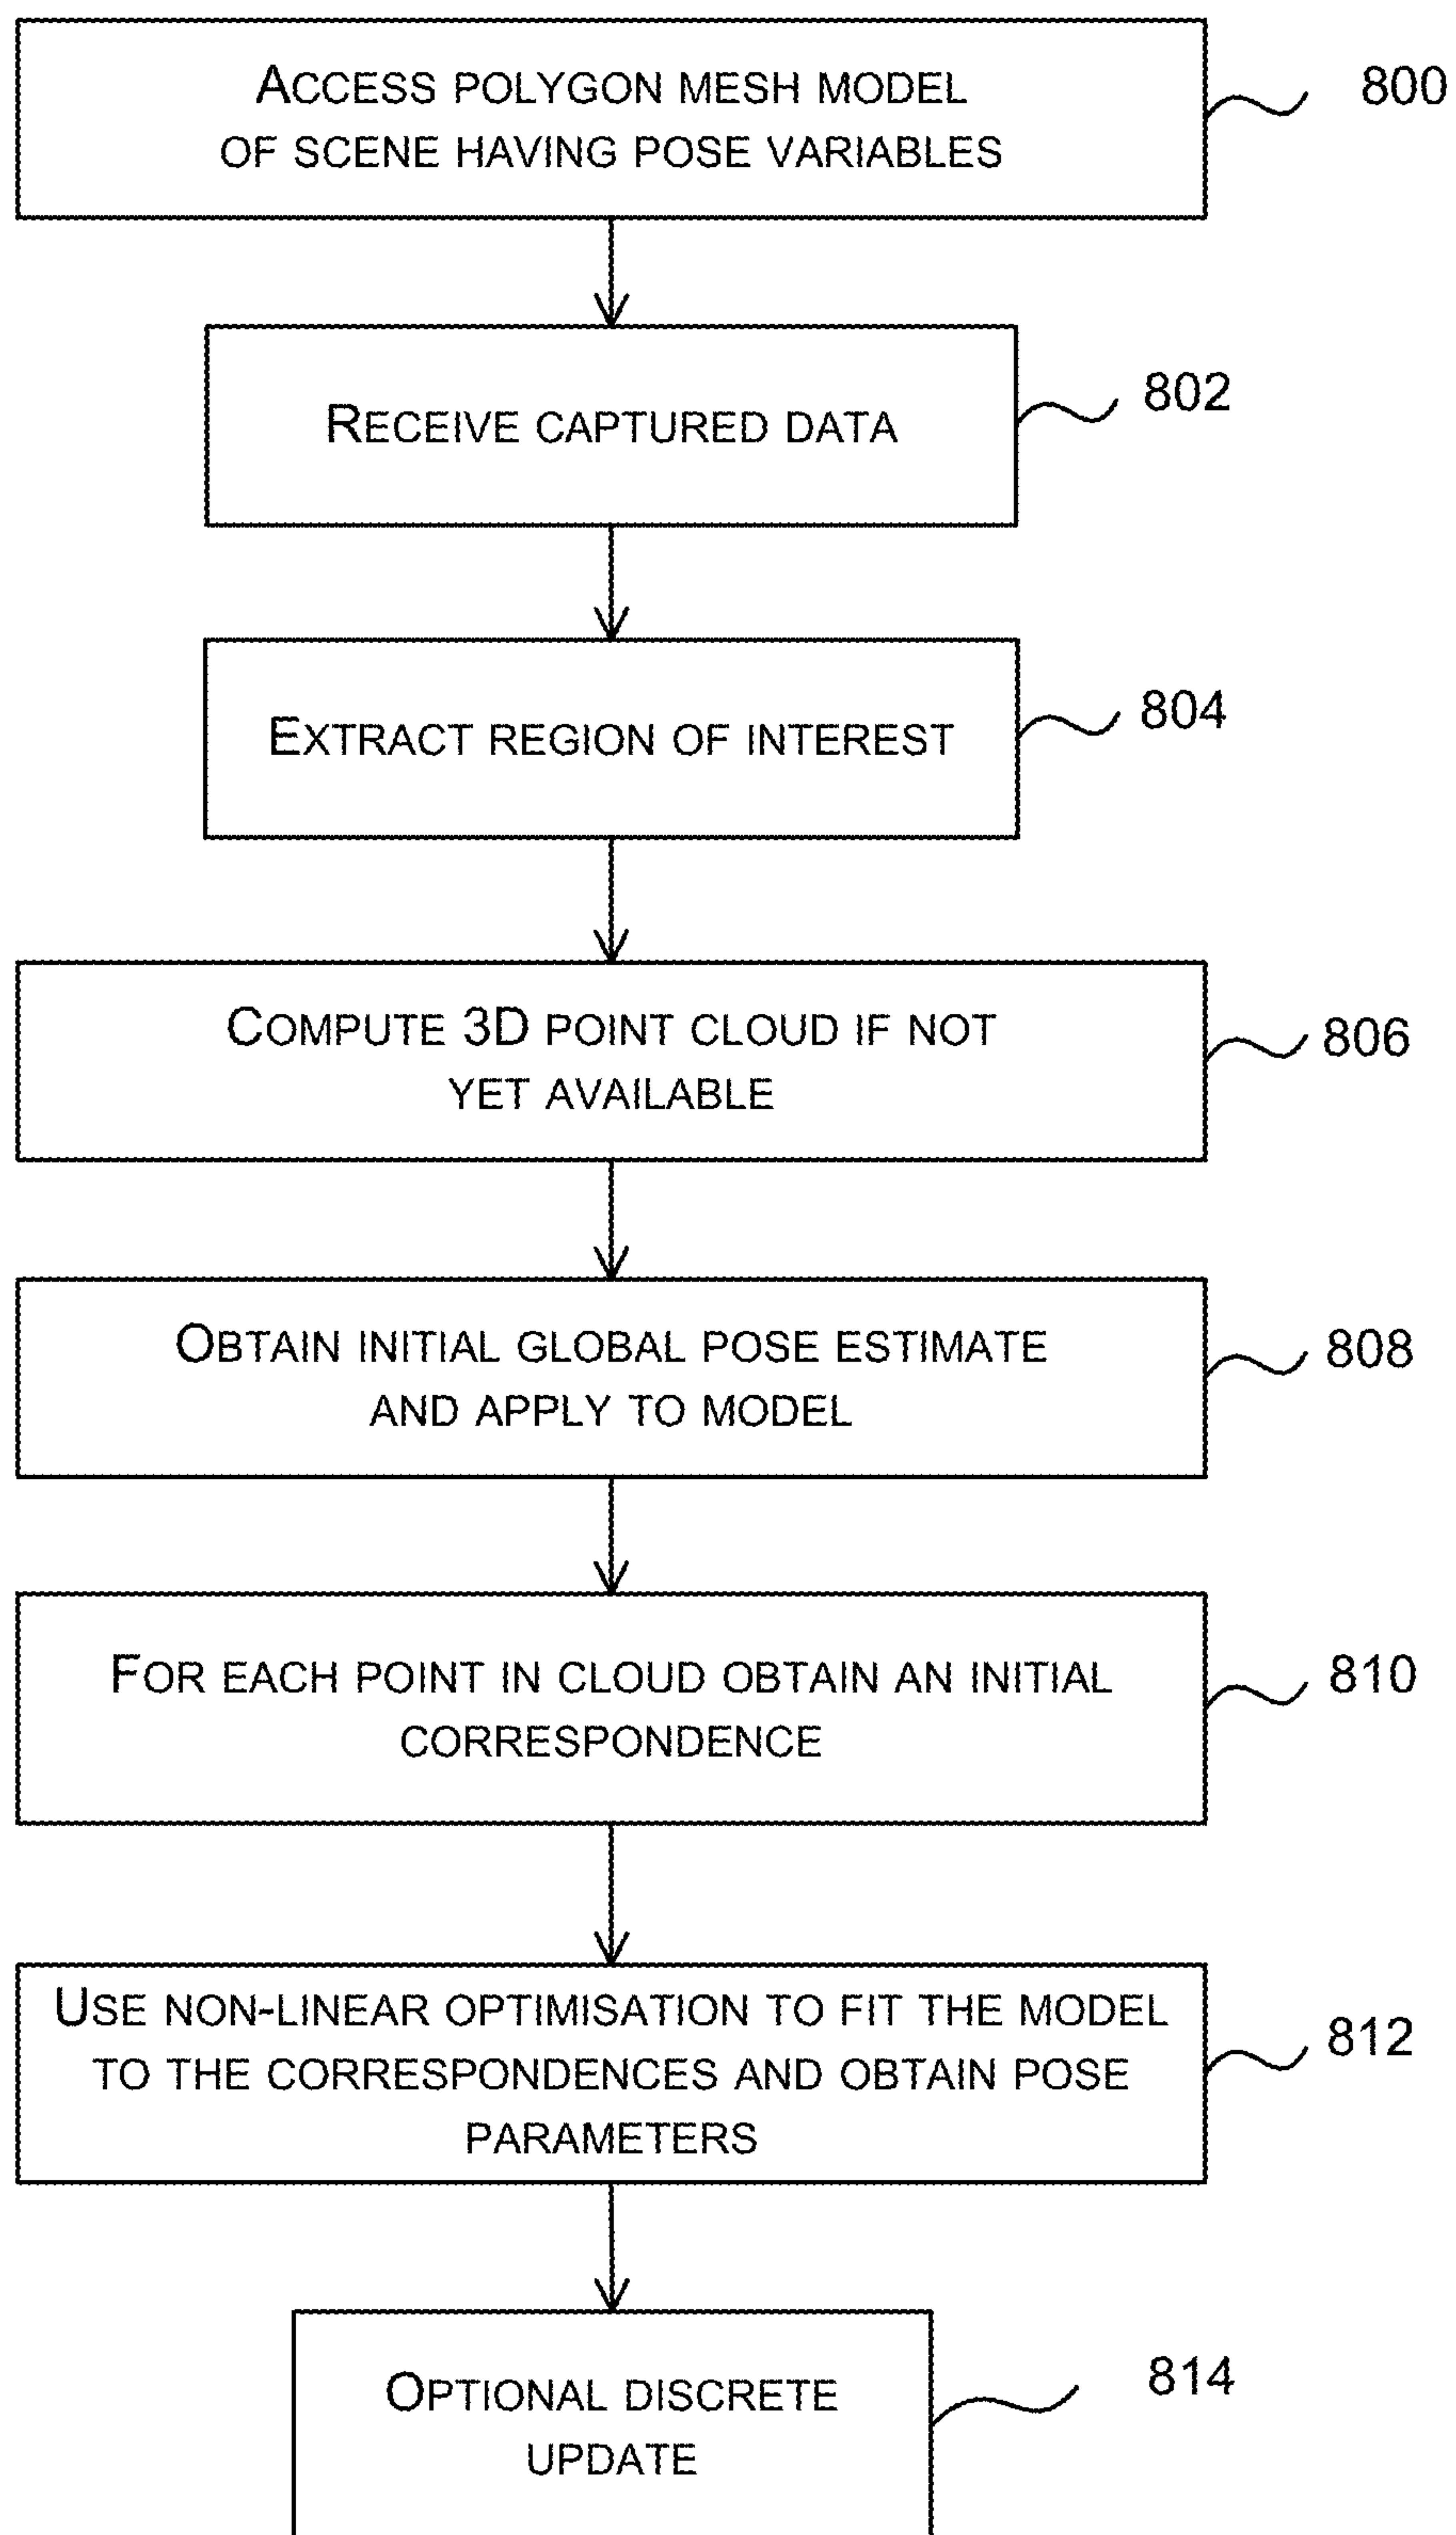 ACCESS POLYGON MESH MODEL
OF SCENE HAVING POSE VARIABLES
800
RECEIVE CAPTURED DATA
802
EXTRACT REGION OF INTEREST
804
COMPUTE 3D POINT CLOUD IF NOT
YET AVAILABLE
806
OBTAIN INITIAL GLOBAL POSE ESTIMATE
AND APPLY TO MODEL
808
FOR EACH POINT IN CLOUD OBTAIN AN INITIAL
CORRESPONDENCE
810
USE NON-LINEAR OPTIMISATION TO FIT THE MODEL
TO THE CORRESPONDENCES AND OBTAIN POSE
PARAMETERS
812
OPTIONAL DISCRETE
UPDATE
814